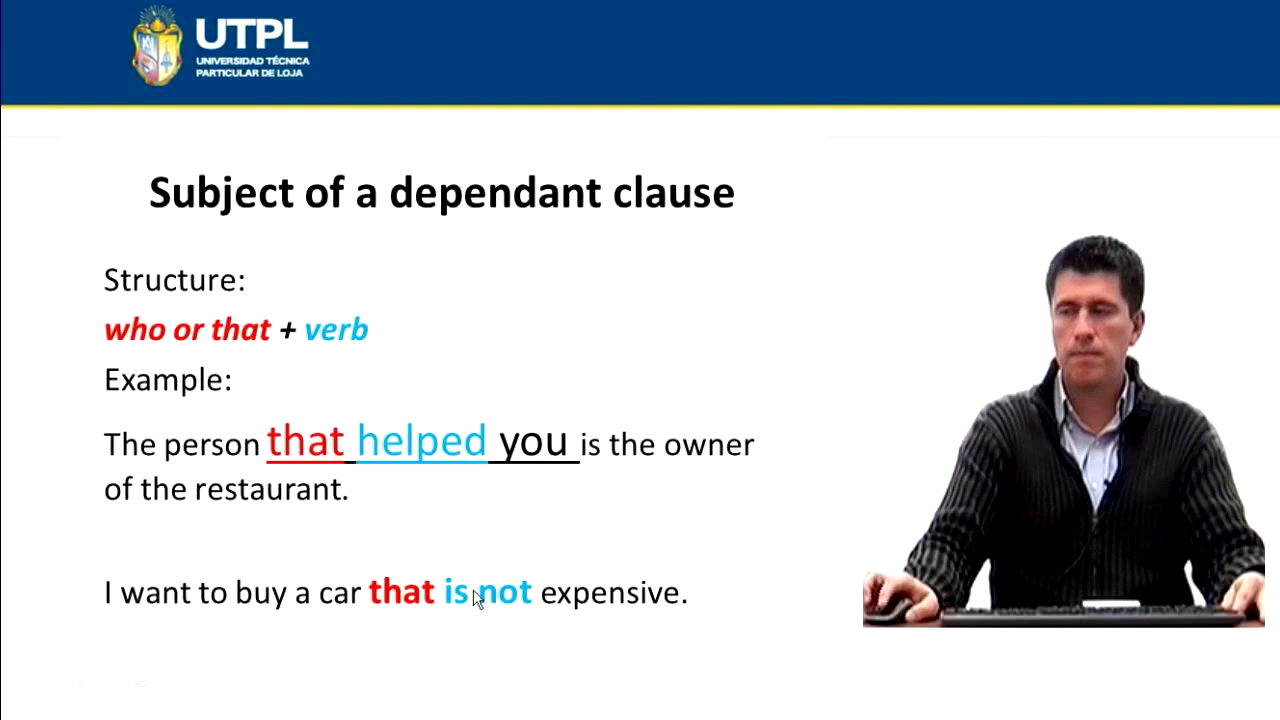 UTPL
UNIVERSIDAD TÉCNICA
PARTICULAR DE LOJA
Subject of a dependant clause
Structure:
who or that + verb
Example:
The person that helped you is the owner
of the restaurant.
I want to buy a car that is not expensive.